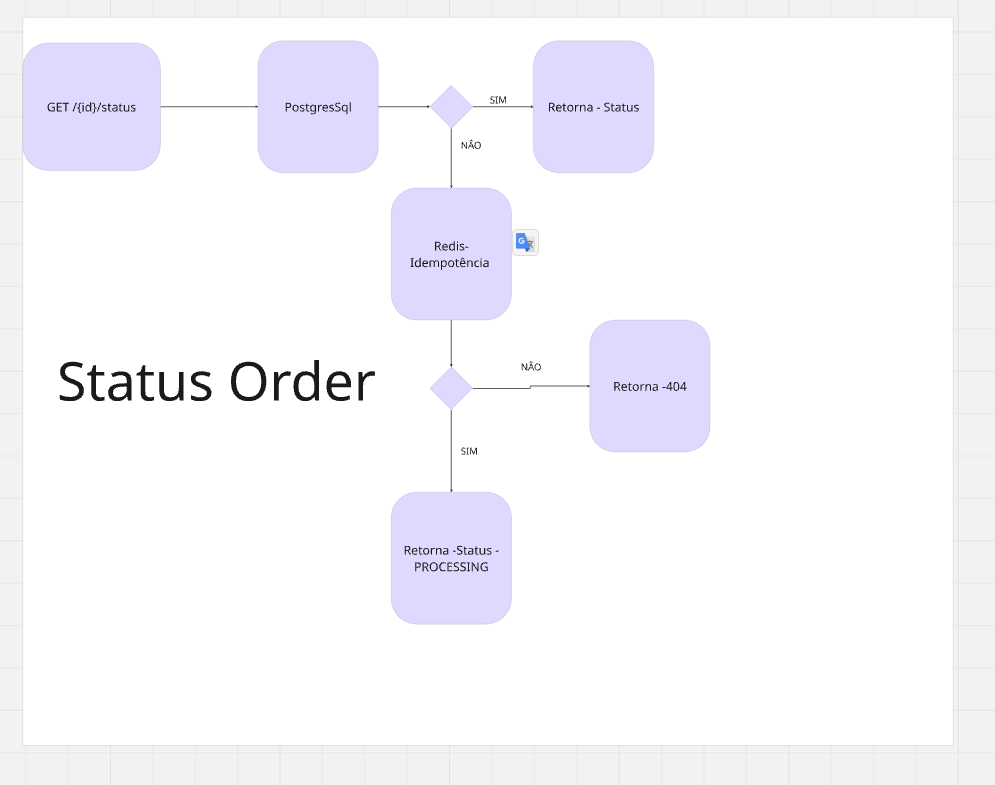 GET /{id}/status
PostgresSql
SIM
Retorna - Status
NÃO
Redis-
Idempotência
Status Order
NÃO
Retorna -404
SIM
Retorna -Status -
PROCESSING